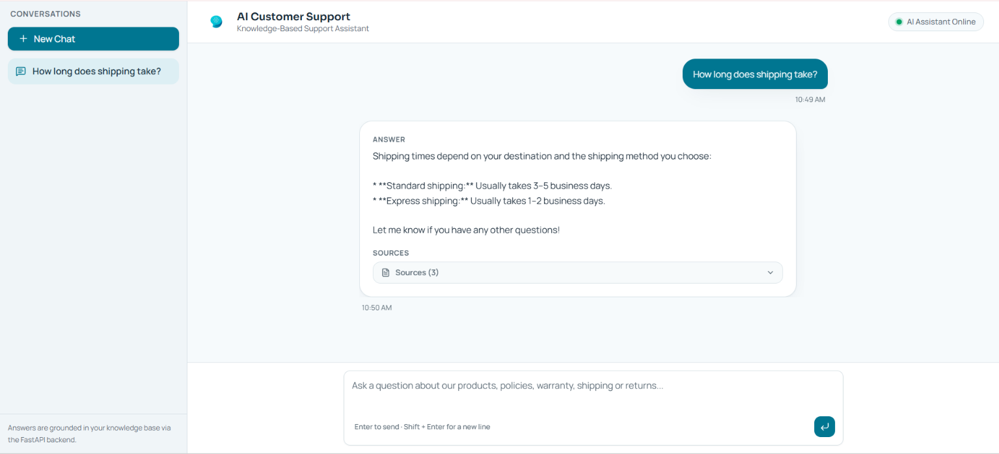 CONVERSATIONS
+ New Chat
How long does shipping take?
Answers are grounded in your knowledge base via
the FastAPI backend.
AI Customer Support
Knowledge-Based Support Assistant
AI Assistant Online
How long does shipping take?
10:49 AM
ANSWER
Shipping times depend on your destination and the shipping method you choose:
* **Standard shipping:** Usually takes 3–5 business days.
* **Express shipping:** Usually takes 1–2 business days.
Let me know if you have any other questions!
SOURCES
Sources (3)
10:50 AM
Ask a question about our products, policies, warranty, shipping or returns...
Enter to send · Shift + Enter for a new line